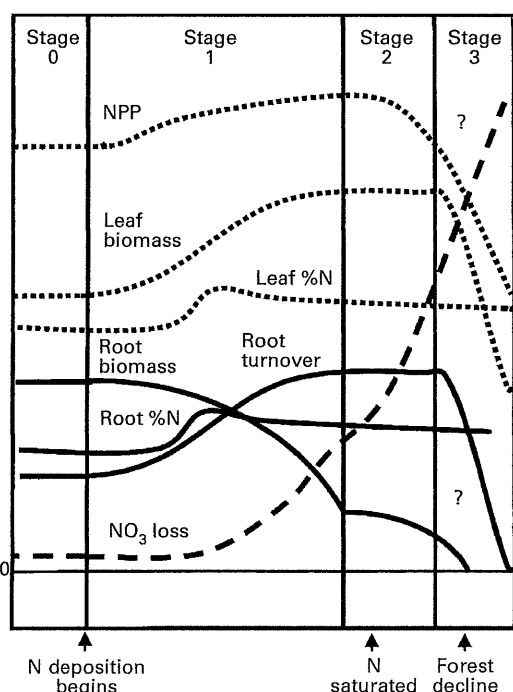 Stage
0
Stage
1
Stage
2
Stage
3
NPP
?
Leaf
biomass
Leaf %N
Root
biomass
Root
turnover
Root %N
NO3 loss
?
0
N deposition
begins
N
saturated
Forest
decline